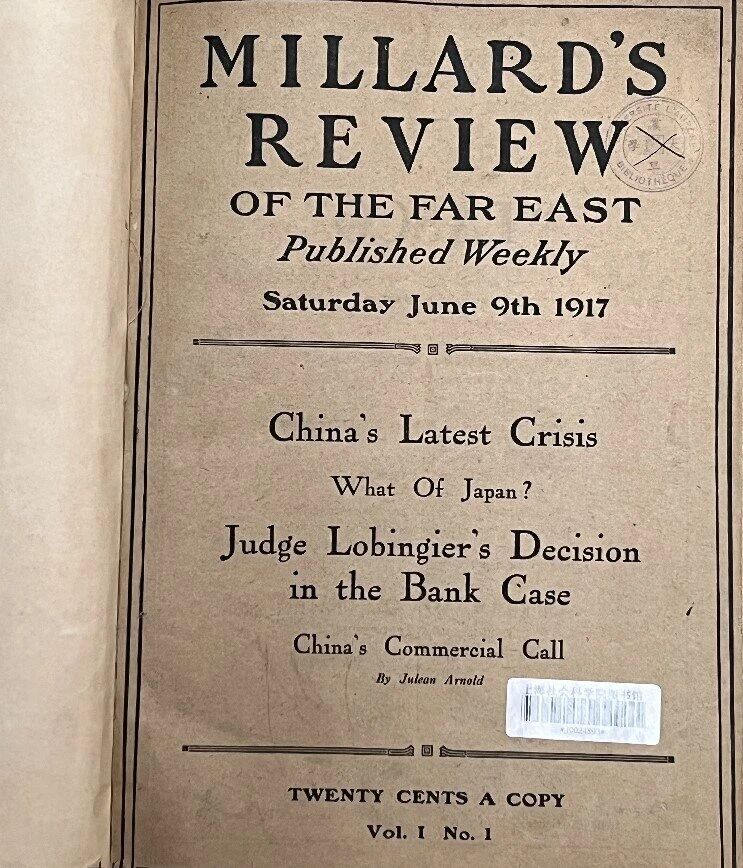 MILLARD'S
REVIEW
OF THE FAR EAST
Published Weekly
Saturday June 9th 1917
China's Latest Crisis
What Of Japan?
Judge Lobingier's Decision
in the Bank Case
China's Commercial Call
By Julean Arnold
TWENTY CENTS A COPY
Vol. I No. 1